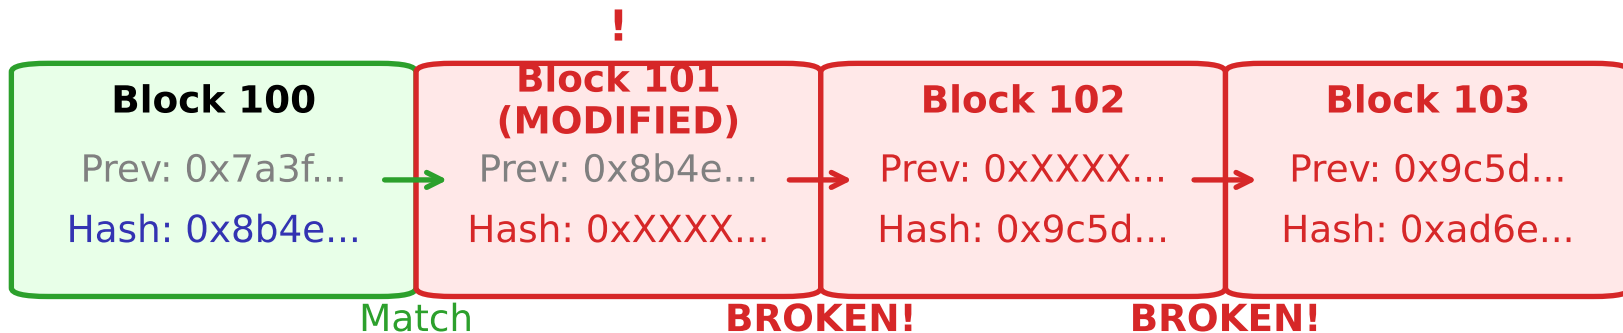 !
Block 100
Prev: 0x7a3f...
Hash: 0x8b4e...
Block 101
(MODIFIED)
Prev: 0x8b4e...
Hash: 0xXXXX...
Block 102
Prev: 0xXXXX...
Hash: 0x9c5d...
Block 103
Prev: 0x9c5d...
Hash: 0xad6e...
Match
BROKEN!
BROKEN!